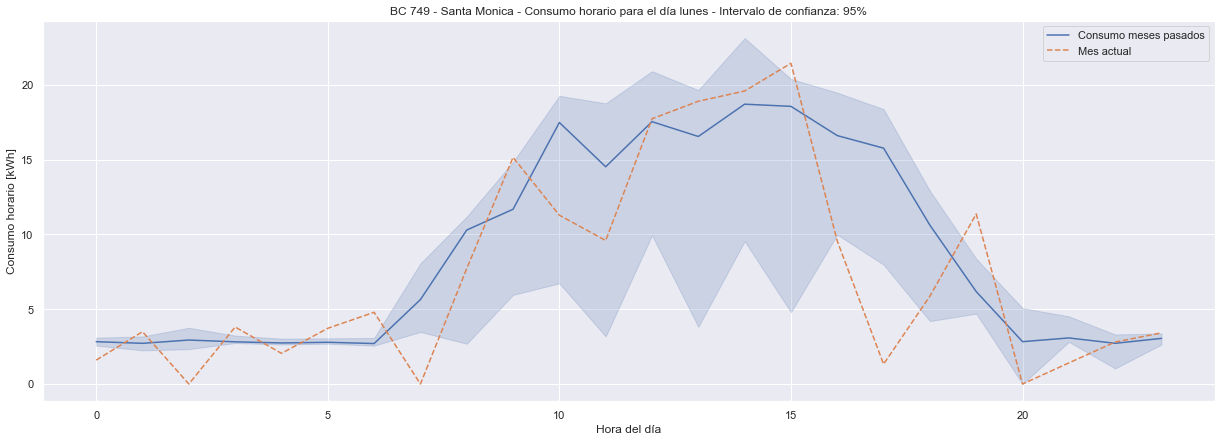 BC 749 - Santa Monica - Consumo horario para el día lunes - Intervalo de confianza: 95%
Consumo meses pasados
Mes actual
Consumo horario [kWh]
20
15
10
5
0
0 5 10 15 20
Hora del día